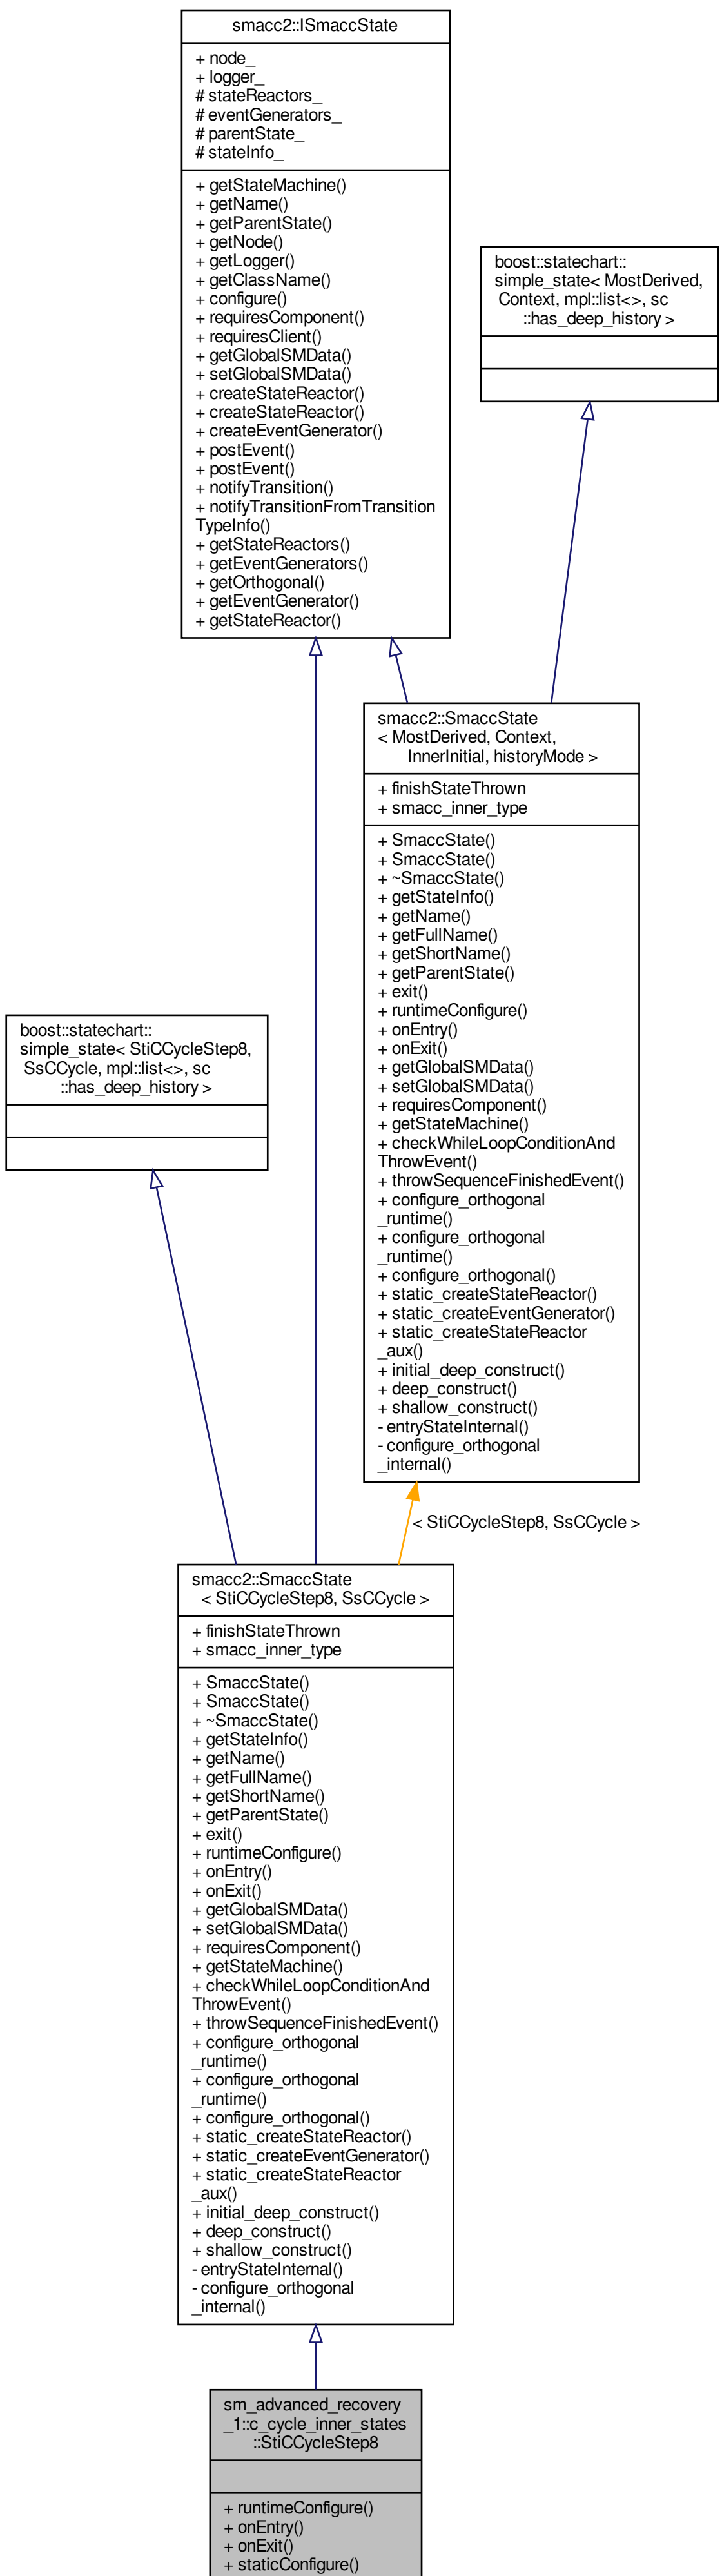 smacc2::ISmaccState
+ node_
+ logger_
# stateReactors_
# eventGenerators_
# parentState_
# stateInfo_
+ getStateMachine()
+ getName()
+ getParentState()
+ getNode()
+ getLogger()
+ getClassName()
+ configure()
+ requiresComponent()
+ requiresClient()
+ getGlobalSMData()
+ setGlobalSMData()
+ createStateReactor()
+ createStateReactor()
+ createEventGenerator()
+ postEvent()
+ postEvent()
+ notifyTransition()
+ notifyTransitionFromTransition
TypeInfo()
+ getStateReactors()
+ getEventGenerators()
+ getOrthogonal()
+ getEventGenerator()
+ getStateReactor()
boost::statechart::
simple_state< MostDerived,
Context, mpl::list<>, sc
::has_deep_history >
smacc2::SmaccState
< MostDerived, Context,
InnerInitial, historyMode >
+ finishStateThrown
+ smacc_inner_type
+ SmaccState()
+ SmaccState()
+ ~SmaccState()
+ getStateInfo()
+ getName()
+ getFullName()
+ getShortName()
+ getParentState()
+ exit()
+ runtimeConfigure()
+ onEntry()
+ onExit()
+ getGlobalSMData()
+ setGlobalSMData()
+ requiresComponent()
+ getStateMachine()
+ checkWhileLoopConditionAnd
ThrowEvent()
+ throwSequenceFinishedEvent()
+ configure_orthogonal
_runtime()
+ configure_orthogonal
_runtime()
+ configure_orthogonal()
+ static_createStateReactor()
+ static_createEventGenerator()
+ static_createStateReactor
_aux()
+ initial_deep_construct()
+ deep_construct()
+ shallow_construct()
- entryStateInternal()
- configure_orthogonal
_internal()
boost::statechart::
simple_state< StiCCycleStep8,
SsCCycle, mpl::list<>, sc
::has_deep_history >
< StiCCycleStep8, SsCCycle >
smacc2::SmaccState
< StiCCycleStep8, SsCCycle >
+ finishStateThrown
+ smacc_inner_type
+ SmaccState()
+ SmaccState()
+ ~SmaccState()
+ getStateInfo()
+ getName()
+ getFullName()
+ getShortName()
+ getParentState()
+ exit()
+ runtimeConfigure()
+ onEntry()
+ onExit()
+ getGlobalSMData()
+ setGlobalSMData()
+ requiresComponent()
+ getStateMachine()
+ checkWhileLoopConditionAnd
ThrowEvent()
+ throwSequenceFinishedEvent()
+ configure_orthogonal
_runtime()
+ configure_orthogonal
_runtime()
+ configure_orthogonal()
+ static_createStateReactor()
+ static_createEventGenerator()
+ static_createStateReactor
_aux()
+ initial_deep_construct()
+ deep_construct()
+ shallow_construct()
- entryStateInternal()
- configure_orthogonal
_internal()
sm_advanced_recovery
_1::c_cycle_inner_states
::StiCCycleStep8
+ runtimeConfigure()
+ onEntry()
+ onExit()
+ staticConfigure()